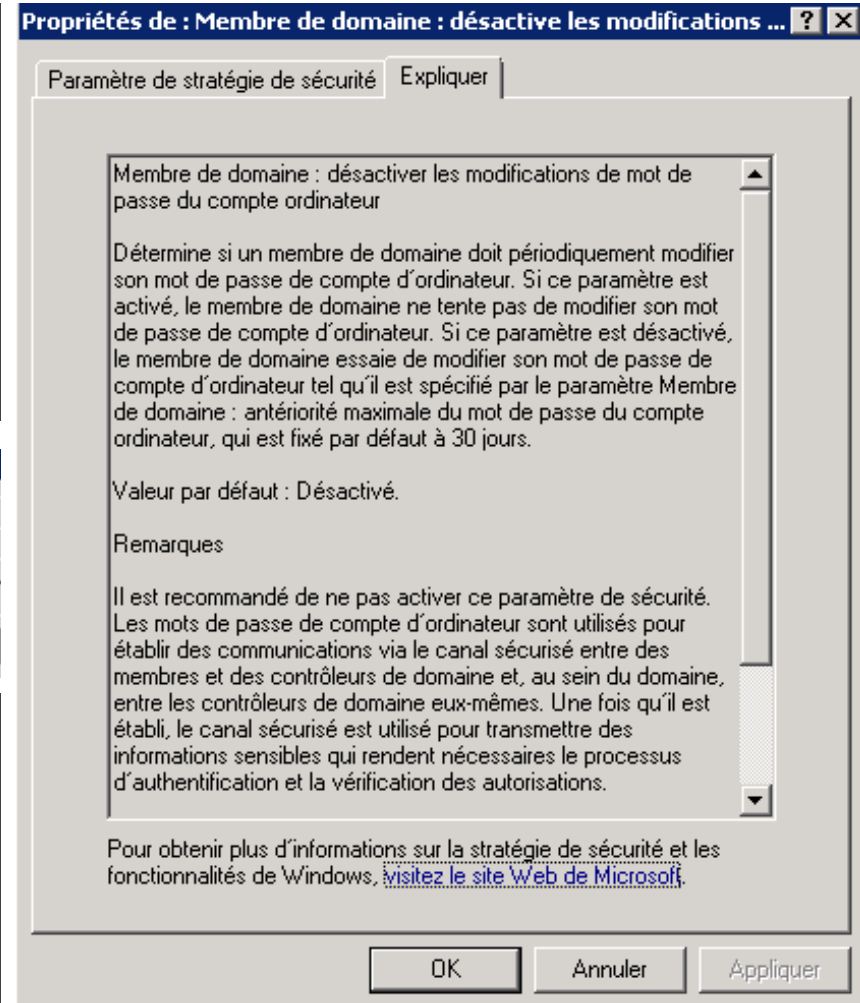 Propriétés de : Membre de domaine : désactive les modifications ...
Paramètre de stratégie de sécurité
Expliquer
Membre de domaine : désactiver les modifications de mot de
passe du compte ordinateur
Détermine si un membre de domaine doit périodiquement modifier
son mot de passe de compte d´ordinateur. Si ce paramètre est
activé, le membre de domaine ne tente pas de modifier son mot
de passe de compte d´ordinateur. Si ce paramètre est désactivé,
le membre de domaine essaie de modifier son mot de passe de
compte d´ordinateur tel qu´il est spécifié par le paramètre Membre
de domaine : antériorité maximale du mot de passe du compte
ordinateur, qui est fixé par défaut à 30 jours.
Valeur par défaut : Désactivé.
Remarques
Il est recommandé de ne pas activer ce paramètre de sécurité.
Les mots de passe de compte d´ordinateur sont utilisés pour
établir des communications via le canal sécurisé entre des
membres et des contrôleurs de domaine et, au sein du domaine,
entre les contrôleurs de domaine eux-mêmes. Une fois qu´il est
établi, le canal sécurisé est utilisé pour transmettre des
informations sensibles qui rendent nécessaires le processus
d´authentification et la vérification des autorisations.
Pour obtenir plus d´informations sur la stratégie de sécurité et les
fonctionnalités de Windows, visitez le site Web de Microsoft.
OK
Annuler
Appliquer